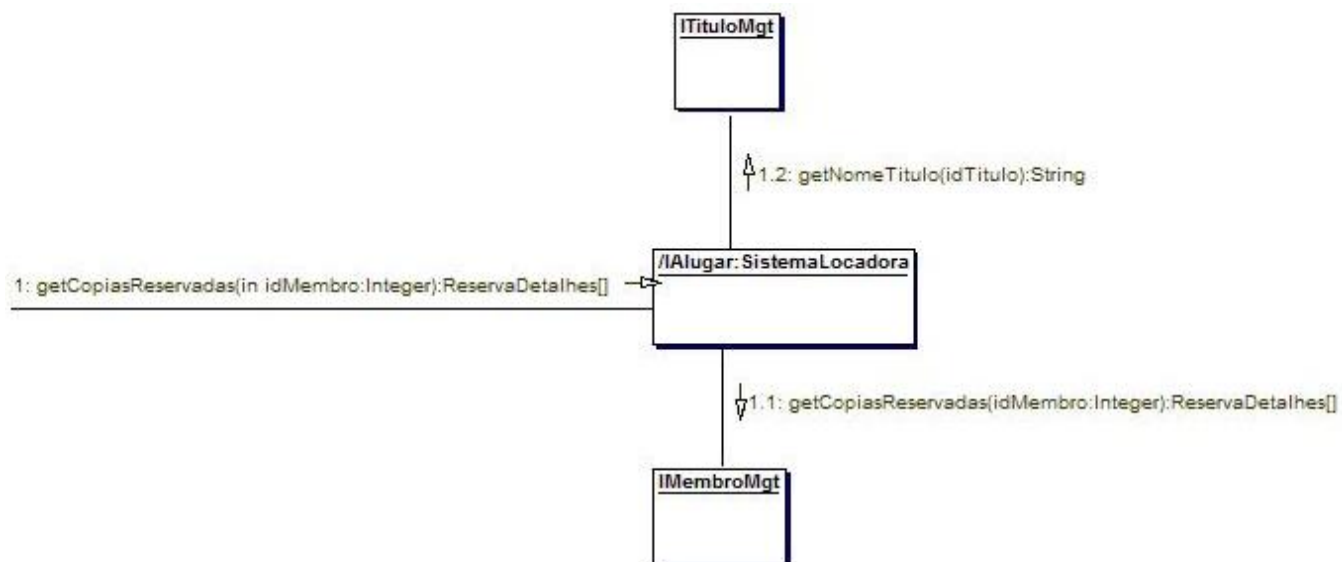 ITituloMgt
1.2: getNomeTitulo(idTitulo):String
/IAlugar:SistemaLocadora
1: getCopiasReservadas(in idMembro:Integer):ReservaDetalhes[]
1.1: getCopiasReservadas(idMembro:Integer):ReservaDetalhes[]
IMembroMgt